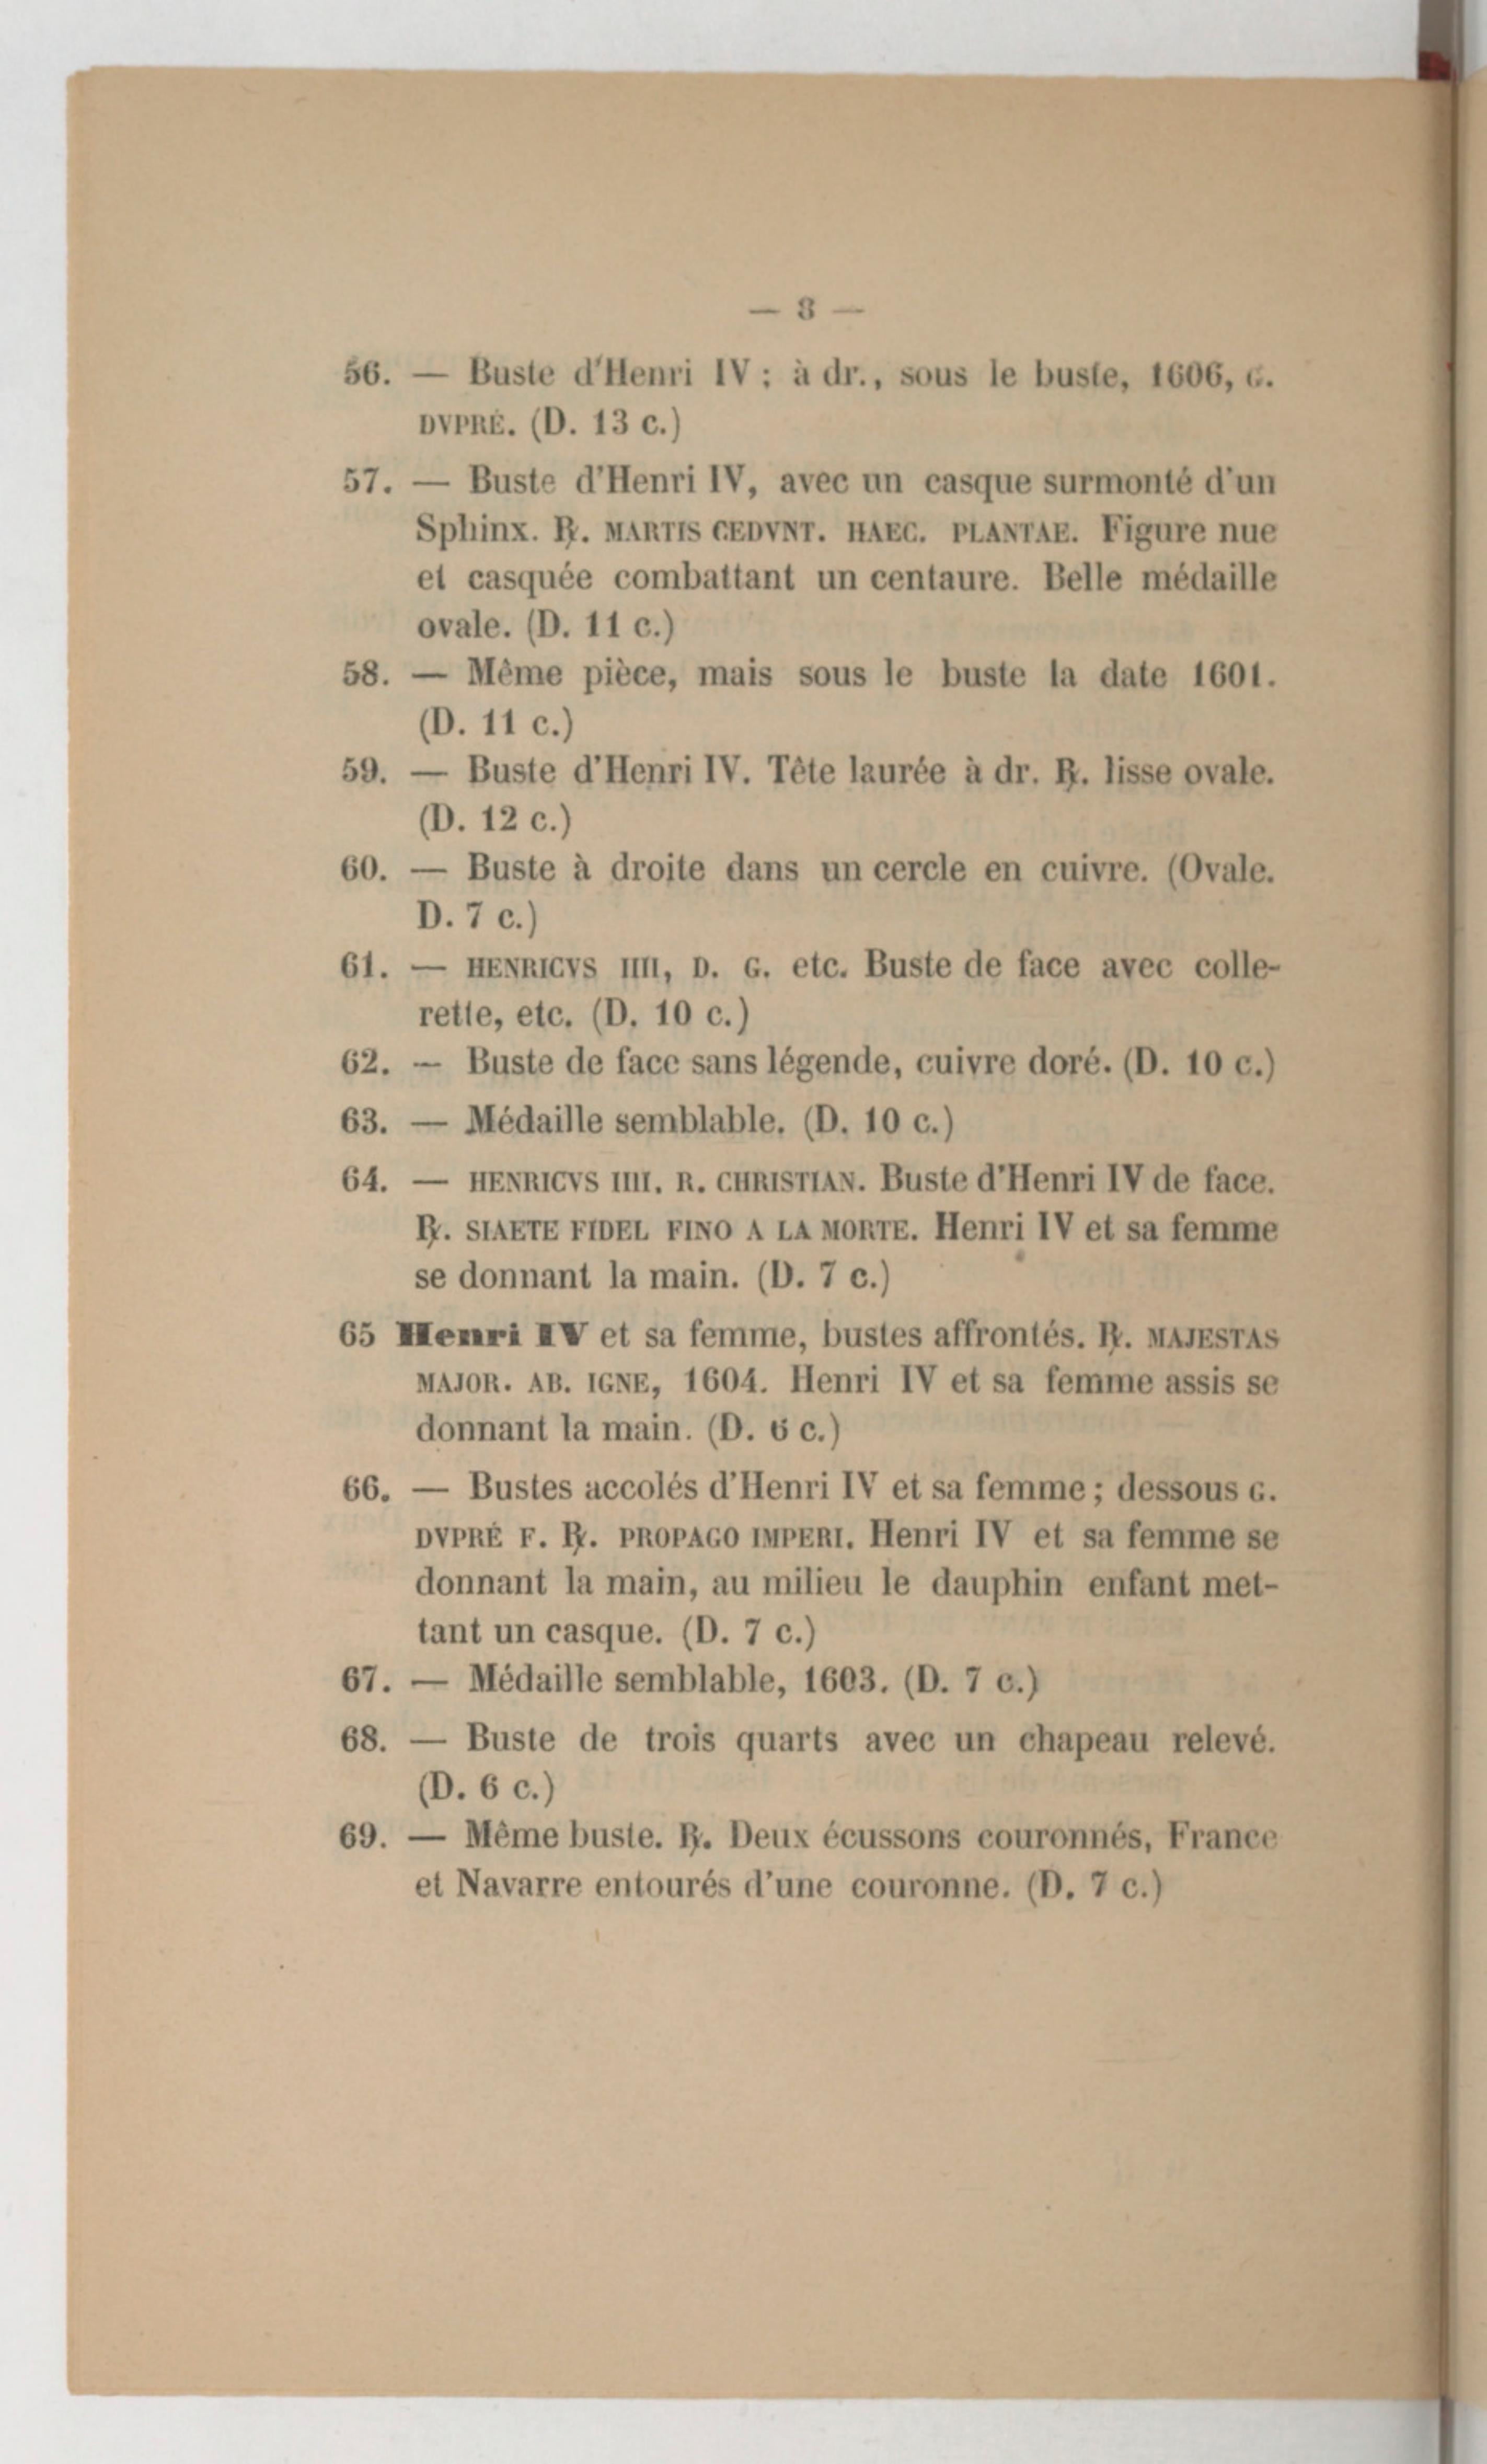 — 8 —
56. — Buste d'Henri IV ; à dr., sous le buste, 1606, G.
DVPRÉ. (D. 13 c.)
57. — Buste d'Henri IV, avec un casque surmonté d'un
Sphinx. ℟. MARTIS CEDVNT. HAEC. PLANTAE. Figure nue
et casquée combattant un centaure. Belle médaille
ovale. (D. 11 c.)
58. — Même pièce, mais sous le buste la date 1601.
(D. 11 c.)
59. — Buste d'Henri IV. Tête laurée à dr. ℟. lisse ovale.
(D. 12 c.)
60. — Buste à droite dans un cercle en cuivre. (Ovale.
D. 7 c.)
61. — HENRICVS IIII, D. G. etc. Buste de face avec colle-
rette, etc. (D. 10 c.)
62. — Buste de face sans légende, cuivre doré. (D. 10 c.)
63. — Médaille semblable. (D. 10 c.)
64. — HENRICVS IIII. R. CHRISTIAN. Buste d'Henri IV de face.
℟. SIAETE FIDEL FINO A LA MORTE. Henri IV et sa femme
se donnant la main. (D. 7 c.)
65 Henri IV et sa femme, bustes affrontés. ℟. MAJESTAS
MAJOR. AB. IGNE, 1604. Henri IV et sa femme assis se
donnant la main. (D. 6 c.)
66. — Bustes accolés d'Henri IV et sa femme ; dessous G.
DVPRÉ F. ℟. PROPAGO IMPERI. Henri IV et sa femme se
donnant la main, au milieu le dauphin enfant met-
tant un casque. (D. 7 c.)
67. — Médaille semblable, 1603. (D. 7 c.)
68. — Buste de trois quarts avec un chapeau relevé.
(D. 6 c.)
69. — Même buste. ℟. Deux écussons couronnés, France
et Navarre entourés d'une couronne. (D. 7 c.)